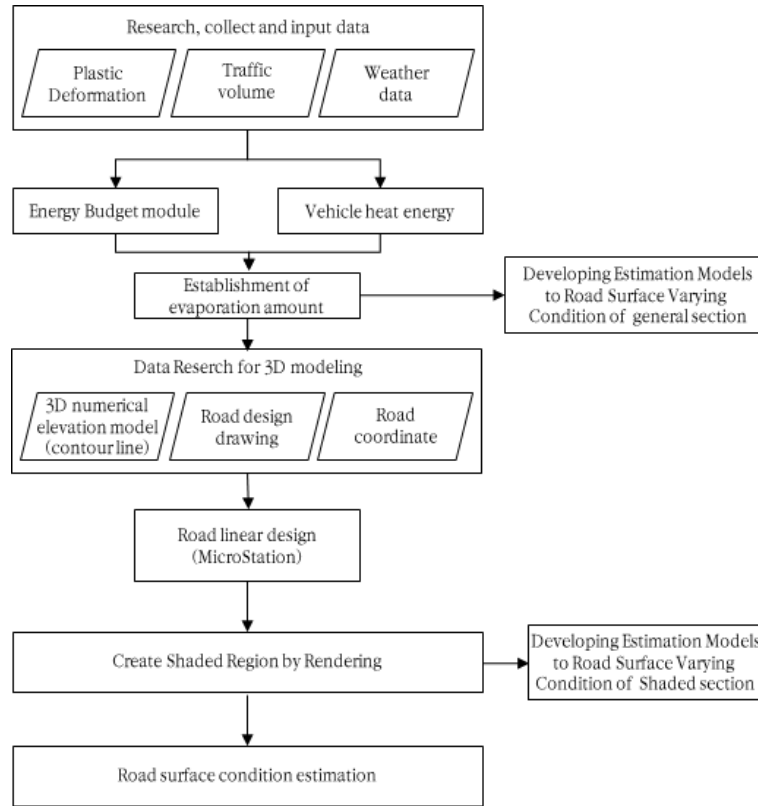 Research, collect and input data
Plastic
Deformation
Traffic
volume
Weather
data
Energy Budget module
Vehicle heat energy
Establishment of
evaporation amount
Developing Estimation Models
to Road Surface Varying
Condition of general section
Data Reserch for 3D modeling
3D numerical
elevation model
(contour line)
Road design
drawing
Road
coordinate
Road linear design
(MicroStation)
Create Shaded Region by Rendering
Developing Estimation Models
to Road Surface Varying
Condition of Shaded section
Road surface condition estimation